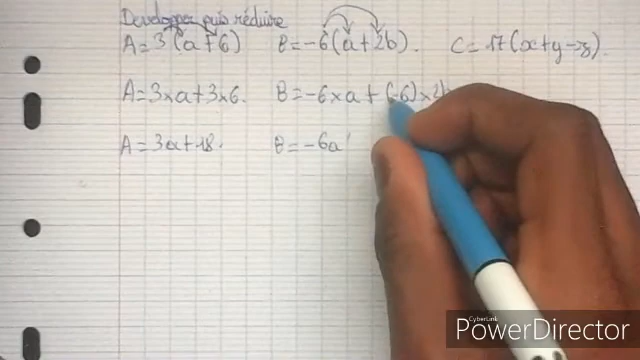 Developper puis réduire
A = 3(a+6) B = -6(a+2b). C = 17(x+y-z).
A = 3×a+3×6. B = -6×a+(-6)×2b
A = 3a+18. B = -6a
CyberLink
PowerDirector